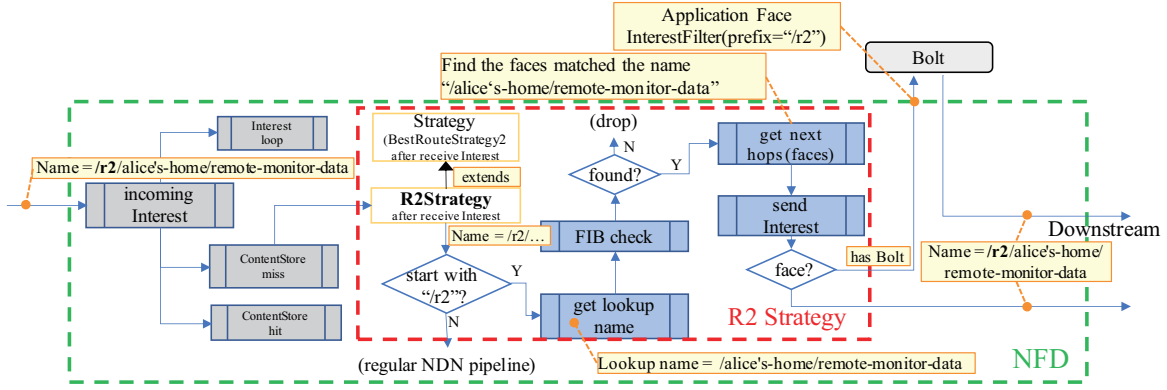 Application Face
InterestFilter(prefix=“/r2”)
Bolt
Find the faces matched the name
“/alice‘s-home/remote-monitor-data”
Strategy
(BestRouteStrategy2
after receive Interest
extends
R2Strategy
after receive Interest
Name = /r2/…
(drop)
N
found?
Y
get next
hops(faces)
Interest
loop
Name = /r2/alice's-home/remote-monitor-data
incoming
Interest
ContentStore
miss
ContentStore
hit
start with
“/r2”?
Y
N
(regular NDN pipeline)
FIB check
get lookup
name
Lookup name = /alice's-home/remote-monitor-data
send
Interest
face?
has Bolt
R2 Strategy
Downstream
Name = /r2/alice's-home/
remote-monitor-data
NFD